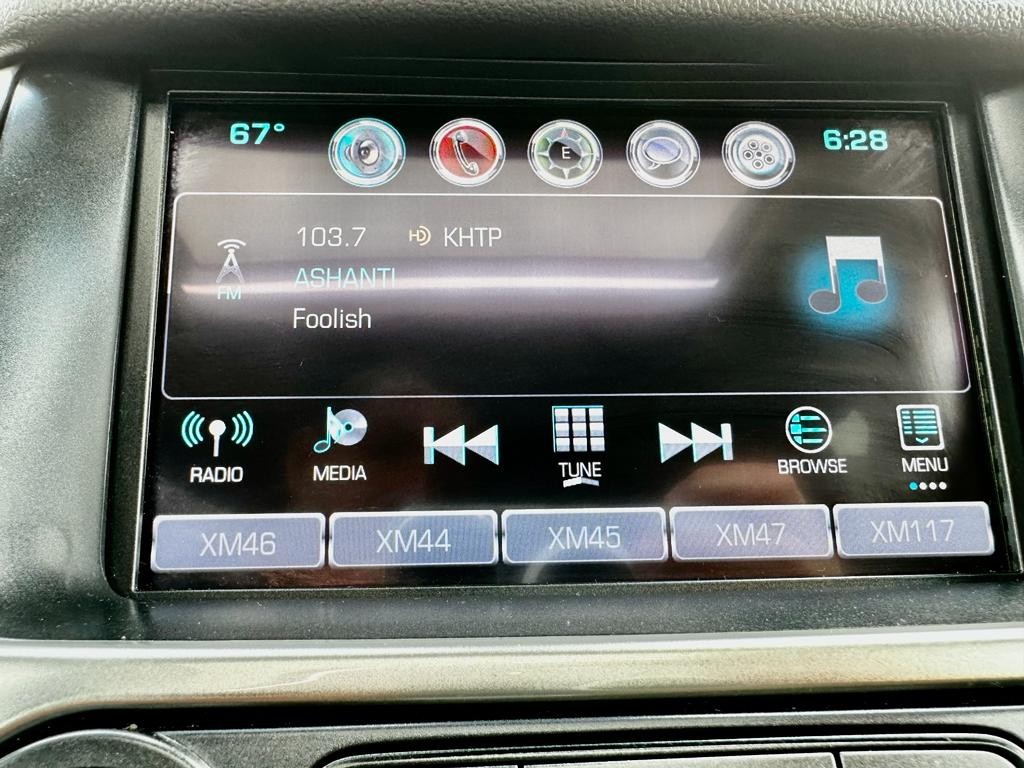 67° E 6:28
103.7 HD KHTP
FM
ASHANTI
Foolish
RADIO MEDIA TUNE BROWSE MENU
XM46 XM44 XM45 XM47 XM117